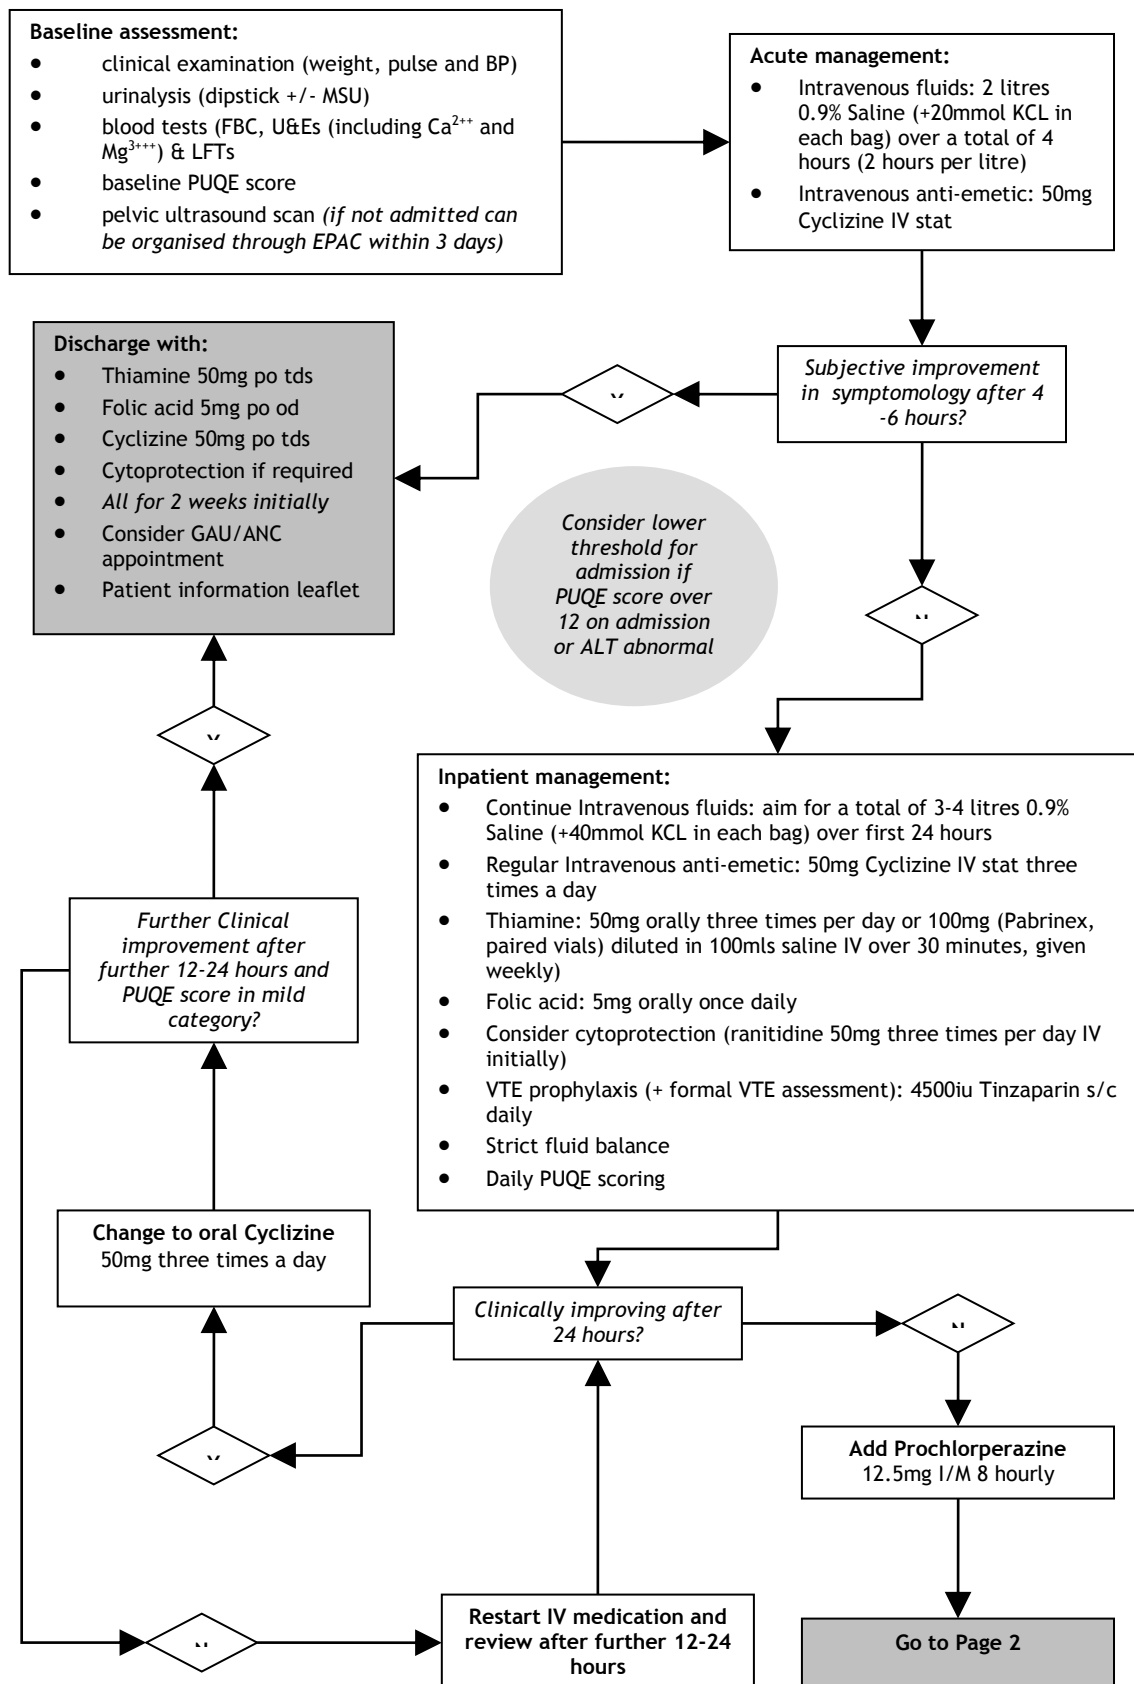 Baseline assessment:
● clinical examination (weight, pulse and BP)
● urinalysis (dipstick +/- MSU)
● blood tests (FBC, U&Es (including Ca2++ and
Mg3+++) & LFTs
● baseline PUQE score
● pelvic ultrasound scan (if not admitted can
be organised through EPAC within 3 days)
Acute management:
● Intravenous fluids: 2 litres
0.9% Saline (+20mmol KCL in
each bag) over a total of 4
hours (2 hours per litre)
● Intravenous anti-emetic: 50mg
Cyclizine IV stat
Subjective improvement
in symptomology after 4
-6 hours?
Discharge with:
● Thiamine 50mg po tds
● Folic acid 5mg po od
● Cyclizine 50mg po tds
● Cytoprotection if required
● All for 2 weeks initially
● Consider GAU/ANC
appointment
● Patient information leaflet
Consider lower
threshold for
admission if
PUQE score over
12 on admission
or ALT abnormal
Inpatient management:
● Continue Intravenous fluids: aim for a total of 3-4 litres 0.9%
Saline (+40mmol KCL in each bag) over first 24 hours
● Regular Intravenous anti-emetic: 50mg Cyclizine IV stat three
times a day
● Thiamine: 50mg orally three times per day or 100mg (Pabrinex,
paired vials) diluted in 100mls saline IV over 30 minutes, given
weekly)
● Folic acid: 5mg orally once daily
● Consider cytoprotection (ranitidine 50mg three times per day IV
initially)
● VTE prophylaxis (+ formal VTE assessment): 4500iu Tinzaparin s/c
daily
● Strict fluid balance
● Daily PUQE scoring
Further Clinical
improvement after
further 12-24 hours and
PUQE score in mild
category?
Change to oral Cyclizine
50mg three times a day
Clinically improving after
24 hours?
Add Prochlorperazine
12.5mg I/M 8 hourly
Restart IV medication and
review after further 12-24
hours
Go to Page 2